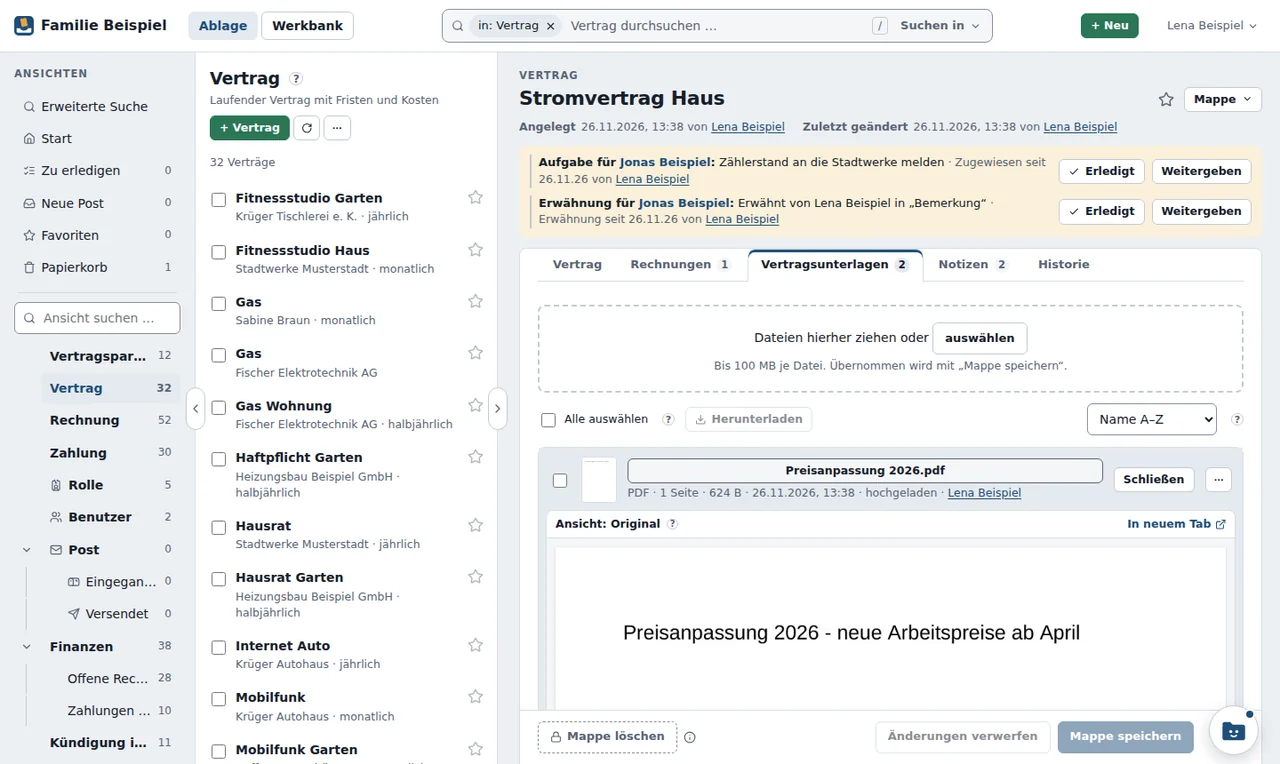 Familie Beispiel
Ablage
Werkbank
in: Vertrag ×
Vertrag durchsuchen …
/
Suchen in
+ Neu
Lena Beispiel
ANSICHTEN
Erweiterte Suche
Start
Zu erledigen 0
Neue Post 0
Favoriten 0
Papierkorb 1
Ansicht suchen …
Vertragspar… 12
Vertrag 32
Rechnung 52
Zahlung 30
Rolle 5
Benutzer 2
Post 0
Eingegan… 0
Versendet 0
Finanzen 38
Offene Rec… 28
Zahlungen … 10
Kündigung i… 11
Vertrag ?
Laufender Vertrag mit Fristen und Kosten
+ Vertrag
...
32 Verträge
Fitnessstudio Garten
Krüger Tischlerei e. K. · jährlich
Fitnessstudio Haus
Stadtwerke Musterstadt · monatlich
Gas
Sabine Braun · monatlich
Gas
Fischer Elektrotechnik AG
Gas Wohnung
Fischer Elektrotechnik AG · halbjährlich
Haftpflicht Garten
Heizungsbau Beispiel GmbH ·
halbjährlich
Hausrat
Stadtwerke Musterstadt · jährlich
Hausrat Garten
Heizungsbau Beispiel GmbH ·
halbjährlich
Internet Auto
Krüger Autohaus · jährlich
Mobilfunk
Krüger Autohaus · monatlich
Mobilfunk Garten
VERTRAG
Stromvertrag Haus
Mappe
Angelegt 26.11.2026, 13:38 von Lena Beispiel Zuletzt geändert 26.11.2026, 13:38 von Lena Beispiel
Aufgabe für Jonas Beispiel: Zählerstand an die Stadtwerke melden · Zugewiesen seit
26.11.26 von Lena Beispiel
Erledigt
Weitergeben
Erwähnung für Jonas Beispiel: Erwähnt von Lena Beispiel in „Bemerkung“ ·
Erwähnung seit 26.11.26 von Lena Beispiel
Erledigt
Weitergeben
Vertrag
Rechnungen 1
Vertragsunterlagen 2
Notizen 2
Historie
Dateien hierher ziehen oder auswählen
Bis 100 MB je Datei. Übernommen wird mit „Mappe speichern“.
Alle auswählen ?
Herunterladen
Name A–Z
?
Preisanpassung 2026.pdf
PDF · 1 Seite · 624 B · 26.11.2026, 13:38 · hochgeladen · Lena Beispiel
Schließen
...
Ansicht: Original ?
In neuem Tab
Preisanpassung 2026 - neue Arbeitspreise ab April
Mappe löschen
Änderungen verwerfen
Mappe speichern